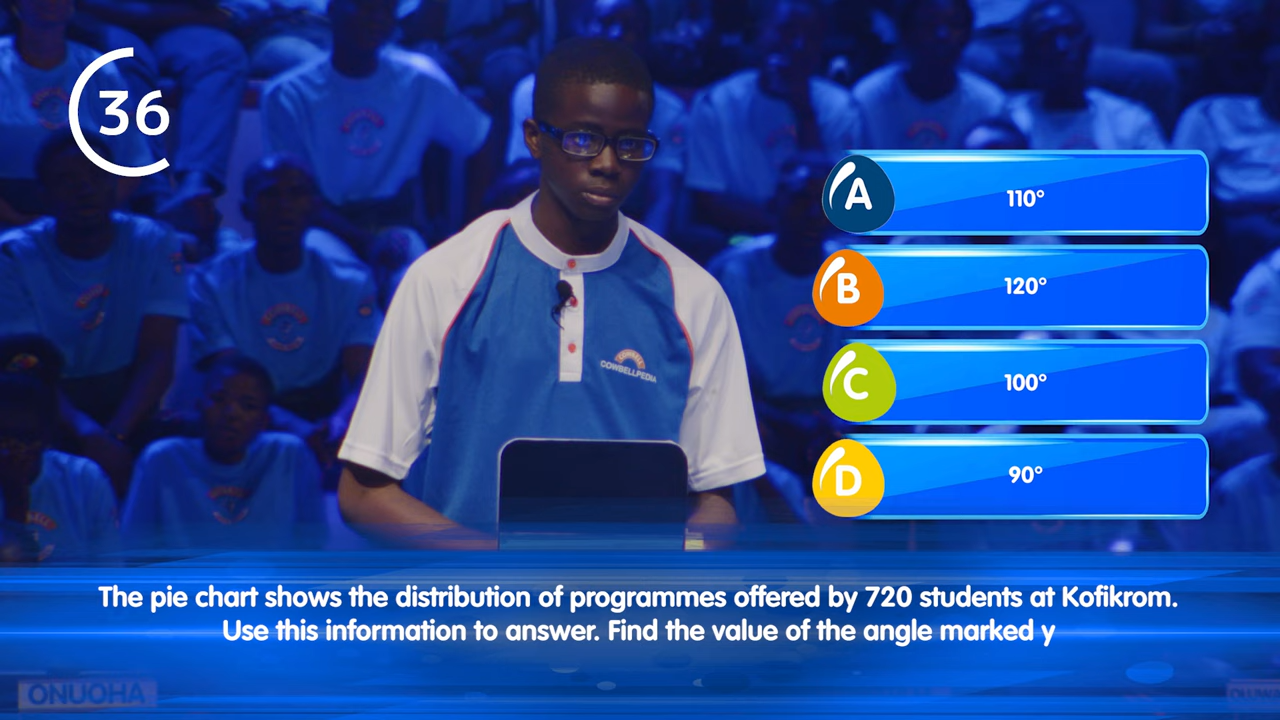 36
A
110°
B
120°
C
100°
D
90°
COWBELLPEDIA
The pie chart shows the distribution of programmes offered by 720 students at Kofikrom.
Use this information to answer. Find the value of the angle marked y
ONUOHA